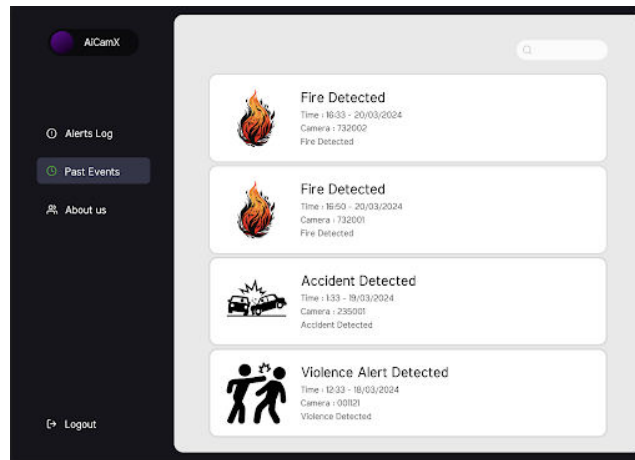 AiCamX
Alerts Log
Past Events
About us
Logout
Fire Detected
Time : 16:33 - 20/03/2024
Camera : 732002
Fire Detected
Fire Detected
Time : 16:50 - 20/03/2024
Camera : 732001
Fire Detected
Accident Detected
Time : 1:33 - 19/03/2024
Camera : 235001
Accident Detected
Violence Alert Detected
Time : 12:33 - 18/03/2024
Camera : 001121
Violence Detected